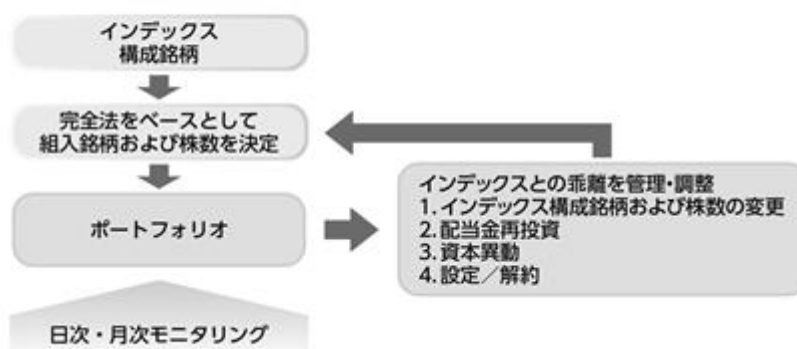 インデックス
構成銘柄
完全法をベースとして
組入銘柄および株数を決定
ポートフォリオ
日次・月次モニタリング
インデックスとの乖離を管理・調整
1.インデックス構成銘柄および株数の変更
2.配当金再投資
3.資本異動
4.設定／解約